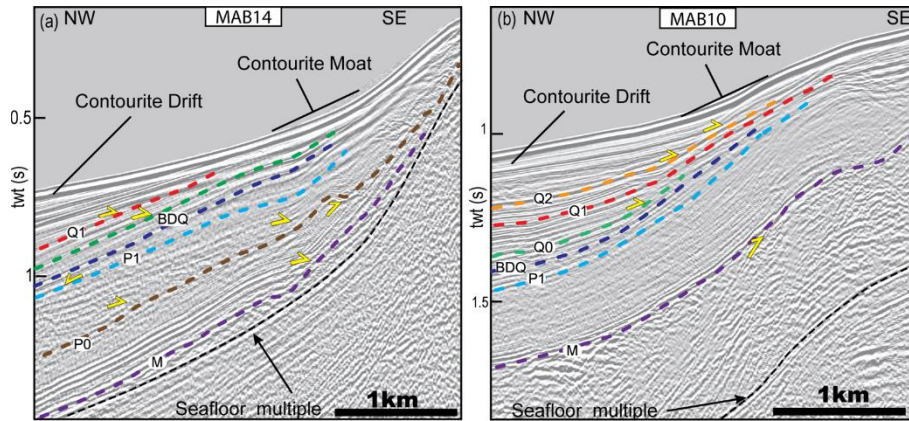 (a) NW
MAB14
SE
Contourite Moat
Contourite Drift
0.5
twt (s)
1
Q1
BDQ
P1
P0
M
Seafloor multiple
1km
(b) NW
MAB10
SE
Contourite Moat
Contourite Drift
1
twt (s)
1.5
Q2
Q1
Q0
BDQ
P1
M
Seafloor multiple
1km